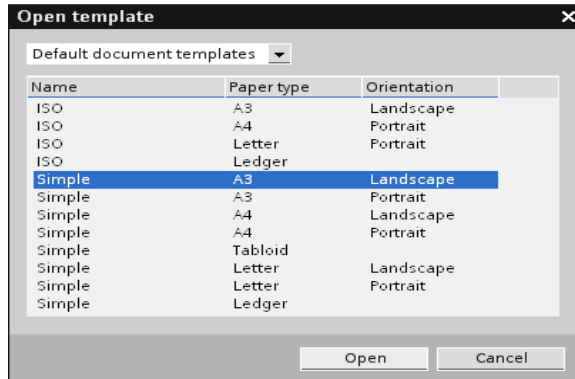 Open template
Default document templates
Name Paper type Orientation
ISO A3 Landscape
ISO A4 Portrait
ISO Letter Portrait
ISO Ledger
Simple A3 Landscape
Simple A3 Portrait
Simple A4 Landscape
Simple A4 Portrait
Simple Tabloid
Simple Letter Landscape
Simple Letter Portrait
Simple Ledger
Open Cancel